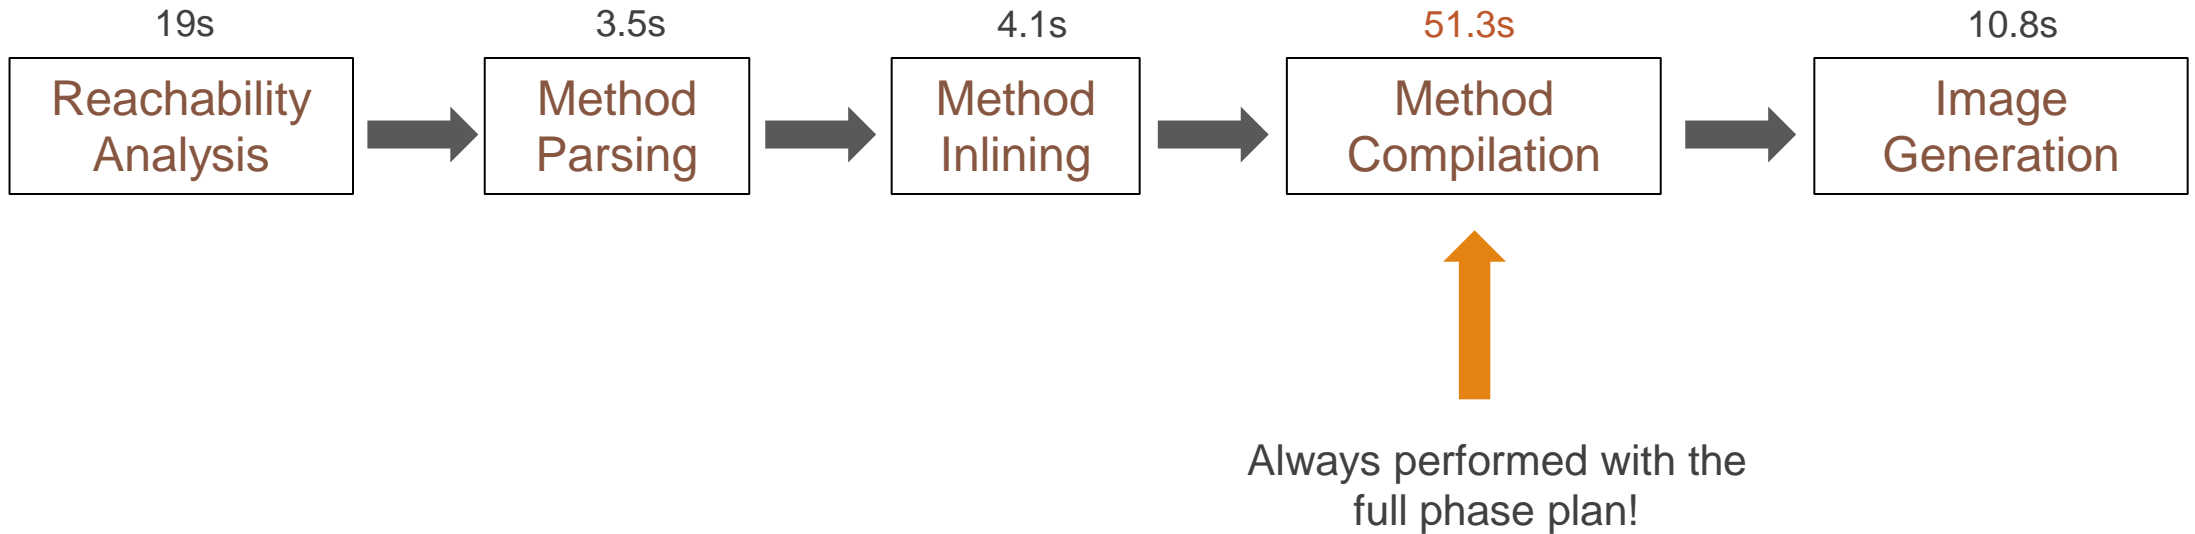 19s
3.5s
4.1s
51.3s
10.8s
Reachability
Analysis
Method
Parsing
Method
Inlining
Method
Compilation
Image
Generation
Always performed with the
full phase plan!